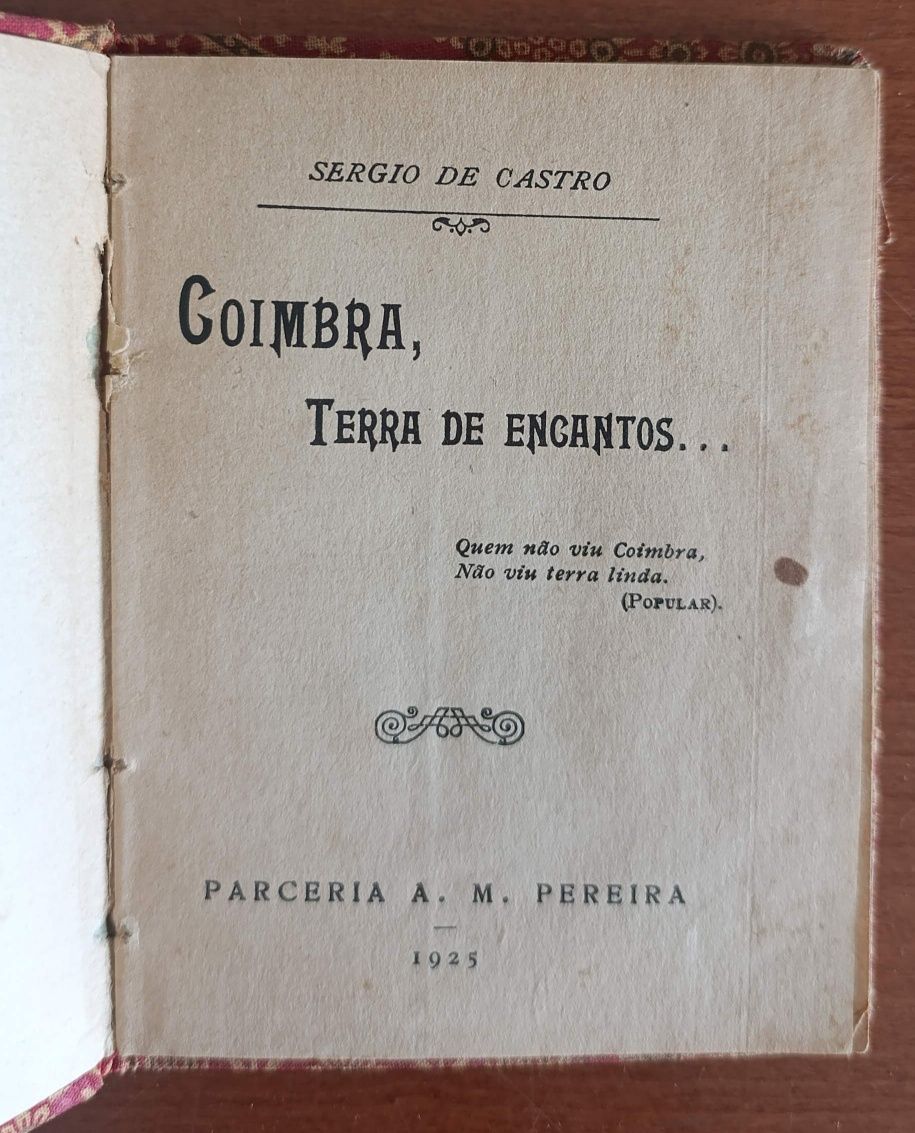 SERGIO DE CASTRO
COIMBRA,
TERRA DE ENCANTOS...
Quem não viu Coimbra,
Não viu terra linda.
(POPULAR).
PARCERIA A. M. PEREIRA
1925